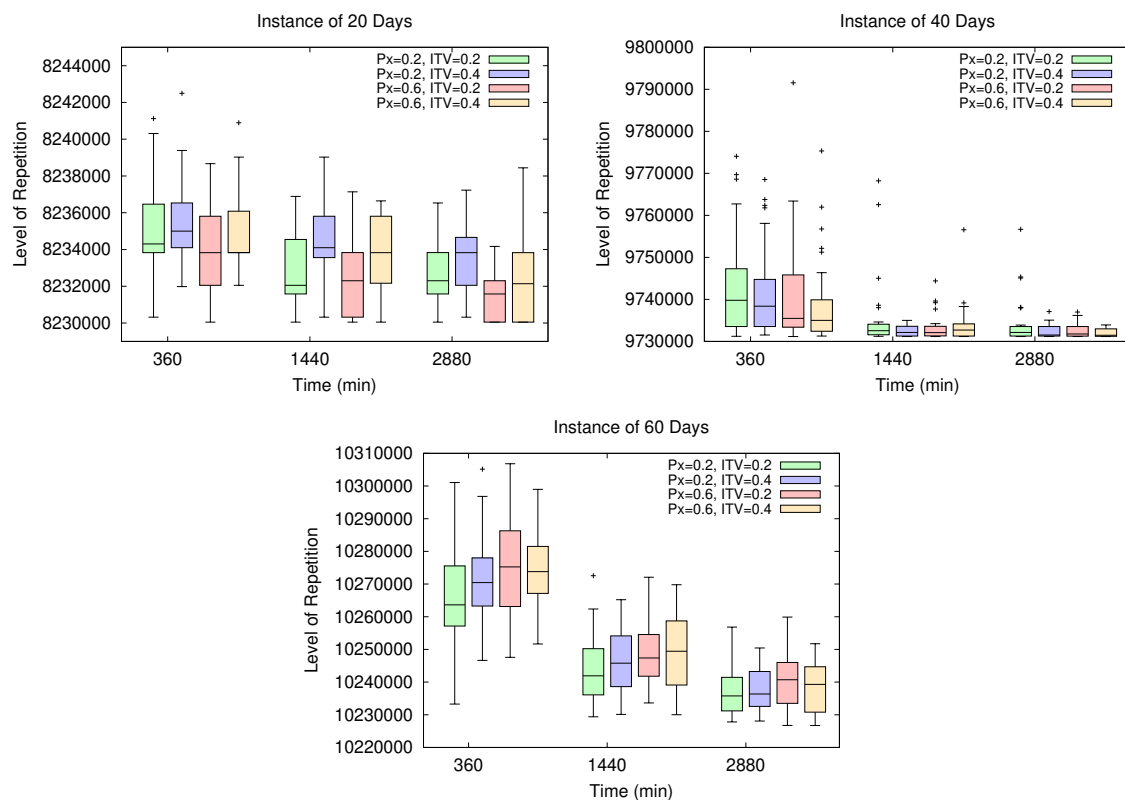 Instance of 20 Days
8244000
8242000
8240000
8238000
8236000
8234000
8232000
8230000
Level of Repetition
Px=0.2, ITV=0.2
Px=0.2, ITV=0.4
Px=0.6, ITV=0.2
Px=0.6, ITV=0.4
360 1440 2880
Time (min)
Instance of 40 Days
9800000
9790000
9780000
9770000
9760000
9750000
9740000
9730000
Level of Repetition
Px=0.2, ITV=0.2
Px=0.2, ITV=0.4
Px=0.6, ITV=0.2
Px=0.6, ITV=0.4
360 1440 2880
Time (min)
Instance of 60 Days
10310000
10300000
10290000
10280000
10270000
10260000
10250000
10240000
10230000
10220000
Level of Repetition
Px=0.2, ITV=0.2
Px=0.2, ITV=0.4
Px=0.6, ITV=0.2
Px=0.6, ITV=0.4
360 1440 2880
Time (min)